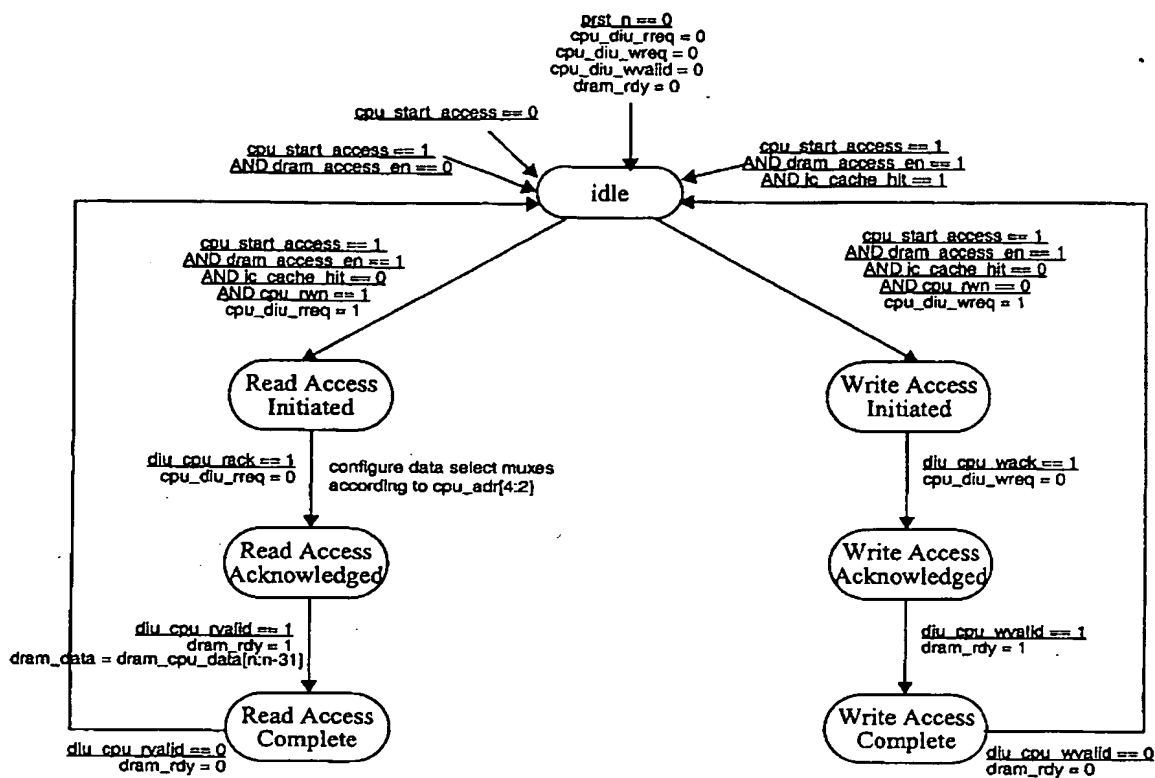 prst_n == 0
cpu_diu_rreq = 0
cpu_diu_wreq = 0
cpu_diu_wvalid = 0
dram_rdy = 0
cpu_start_access == 0
cpu_start_access == 1
AND dram_access_en == 0
cpu_start_access == 1
AND dram_access_en == 1
AND ic_cache_hit == 1
idle
cpu_start_access == 1
AND dram_access_en == 1
AND ic_cache_hit == 0
AND cpu_rwn == 1
cpu_diu_rreq = 1
cpu_start_access == 1
AND dram_access_en == 1
AND ic_cache_hit == 0
AND cpu_rwn == 0
cpu_diu_wreq = 1
Read Access
Initiated
Write Access
Initiated
diu_cpu_rack == 1
cpu_diu_rreq = 0
configure data select muxes
according to cpu_adr[4:2]
diu_cpu_wack == 1
cpu_diu_wreq = 0
Read Access
Acknowledged
Write Access
Acknowledged
diu_cpu_rvalid == 1
dram_rdy = 1
dram_data = dram_cpu_data[n:n-31]
diu_cpu_wvalid == 1
dram_rdy = 1
Read Access
Complete
Write Access
Complete
diu_cpu_rvalid == 0
dram_rdy = 0
diu_cpu_wvalid == 0
dram_rdy = 0